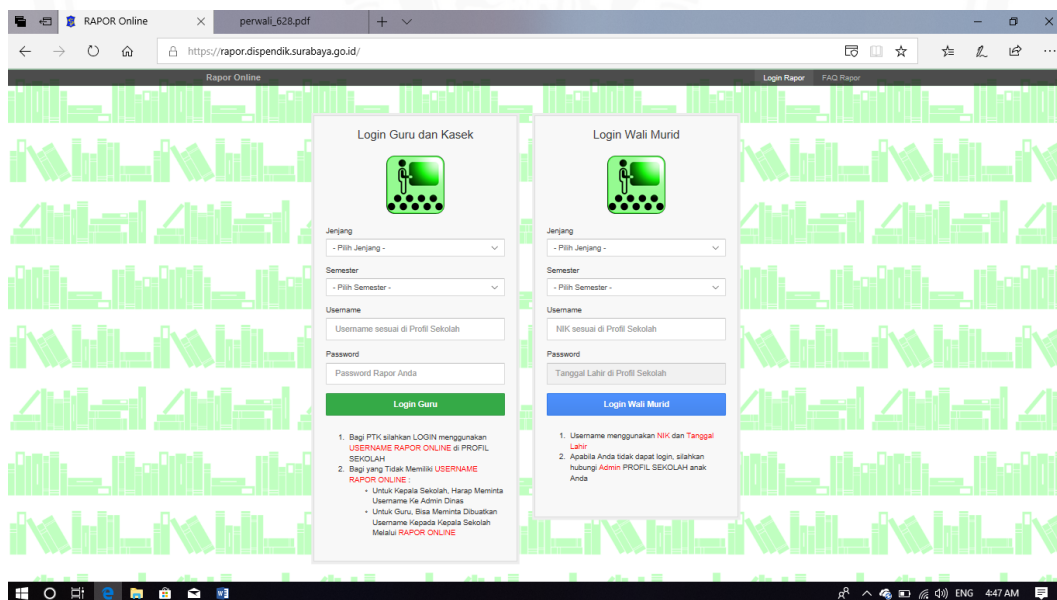 RAPOR Online
perwali_628.pdf
https://rapor.dispendik.surabaya.go.id/
Rapor Online
Login Rapor
FAQ Rapor
Login Guru dan Kasek
Jenjang
- Pilih Jenjang -
Semester
- Pilih Semester -
Username
Username sesuai di Profil Sekolah
Password
Password Rapor Anda
Login Guru
1. Bagi PTK silahkan LOGIN menggunakan
USERNAME RAPOR ONLINE di PROFIL
SEKOLAH
2. Bagi yang Tidak Memiliki USERNAME
RAPOR ONLINE :
• Untuk Kepala Sekolah, Harap Meminta
Username Ke Admin Dinas
• Untuk Guru, Bisa Meminta Dibuatkan
Username Kepada Kepala Sekolah
Melalui RAPOR ONLINE
Login Wali Murid
Jenjang
- Pilih Jenjang -
Semester
- Pilih Semester -
Username
NIK sesuai di Profil Sekolah
Password
Tanggal Lahir di Profil Sekolah
Login Wali Murid
1. Username menggunakan NIK dan Tanggal
Lahir
2. Apabila Anda tidak dapat login, silahkan
hubungi Admin PROFIL SEKOLAH anak
Anda
ENG
4:47 AM